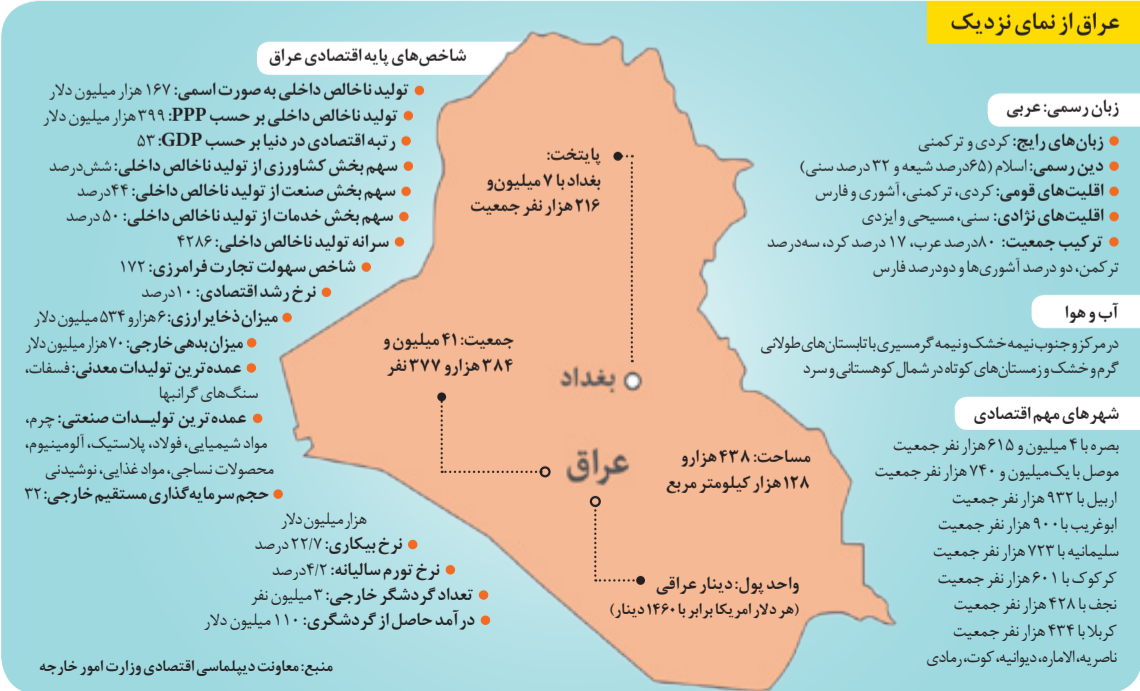 عراق از نمای نزدیک
زبان رسمی: عربی
زبان‌های رایج: کردی و ترکمنی
دین رسمی: اسلام (۶۵درصد شیعه و ۳۲ درصد سنی)
اقلیت‌های قومی: کردی، ترکمنی، آشوری و فارس
اقلیت‌های نژادی: سنی، مسیحی و ایزدی
ترکیب جمعیت: ۸۰درصد عرب، ۱۷ درصد کرد، سه‌درصد
ترکمن، دو درصد آشوری‌ها و دودرصد فارس
آب و هوا
در مرکز و جنوب نیمه خشک و نیمه گرمسیری با تابستان‌های طولانی
گرم و خشک و زمستان‌های کوتاه در شمال کوهستانی و سرد
شهرهای مهم اقتصادی
بصره با ۴ میلیون و ۶۱۵ هزار نفر جمعیت
موصل با یک‌میلیون و ۷۴۰ هزار نفر جمعیت
اربیل با ۹۳۲ هزار نفر جمعیت
ابوغریب با ۹۰۰ هزار نفر جمعیت
سلیمانیه با ۷۲۳ هزار نفر جمعیت
کرکوک با ۶۰۱ هزار نفر جمعیت
نجف با ۴۲۸ هزار نفر جمعیت
کربلا با ۴۳۴ هزار نفر جمعیت
ناصریه، الاماره، دیوانیه، کوت، رمادی
پایتخت:
بغداد با ۷ میلیون و
۲۱۶ هزار نفر جمعیت
جمعیت: ۴۱ میلیون و
۳۸۴ هزار و ۳۷۷ نفر
بغداد
عراق
مساحت: ۴۳۸ هزار و
۱۲۸ هزار کیلومتر مربع
واحد پول: دینار عراقی
(هر دلار امریکا برابر با ۱۴۶۰ دینار)
شاخص‌های پایه اقتصادی عراق
تولید ناخالص داخلی به صورت اسمی: ۱۶۷ هزار میلیون دلار
تولید ناخالص داخلی بر حسب PPP: ۳۹۹ هزار میلیون دلار
رتبه اقتصادی در دنیا بر حسب GDP: ۵۳
سهم بخش کشاورزی از تولید ناخالص داخلی: شش‌درصد
سهم بخش صنعت از تولید ناخالص داخلی: ۴۴درصد
سهم بخش خدمات از تولید ناخالص داخلی: ۵۰ درصد
سرانه تولید ناخالص داخلی: ۴۲۸۶
شاخص سهولت تجارت فرامرزی: ۱۷۲
نرخ رشد اقتصادی: ۱۰درصد
میزان ذخایر ارزی: ۶هزار و ۵۳۴ میلیون دلار
میزان بدهی خارجی: ۷۰ هزار میلیون دلار
عمده ترین تولیدات معدنی: فسفات،
سنگ‌های گرانبها
عمده ترین تولیـــدات صنعتی: چرم،
مواد شیمیایی، فولاد، پلاستیک، آلومینیوم،
محصولات نساجی، مواد غذایی، نوشیدنی
حجم سرمایه‌گذاری مستقیم خارجی: ۳۲
هزار میلیون دلار
نرخ بیکاری: ۲۲/۷ درصد
نرخ تورم سالیانه: ۴/۲درصد
تعداد گردشگر خارجی: ۳ میلیون نفر
درآمد حاصل از گردشگری: ۱۱۰ میلیون دلار
منبع: معاونت دیپلماسی اقتصادی وزارت امور خارجه